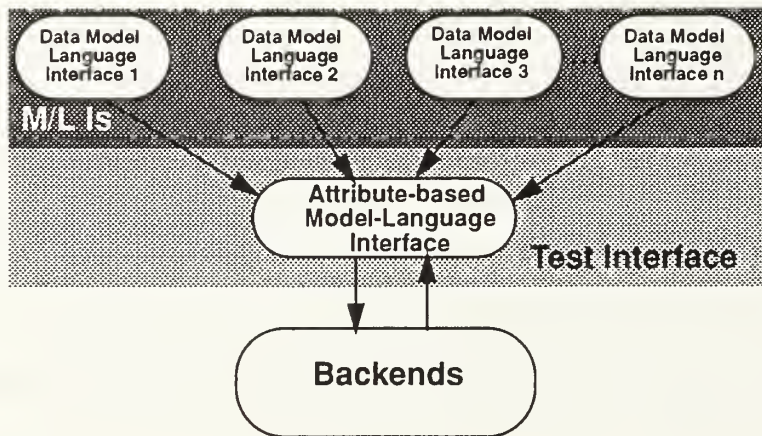 Data Model
Language
Interface 1
Data Model
Language
Interface 2
Data Model
Language
Interface 3
...
Data Model
Language
Interface n
M/L Is
Attribute-based
Model-Language
Interface
Test Interface
Backends